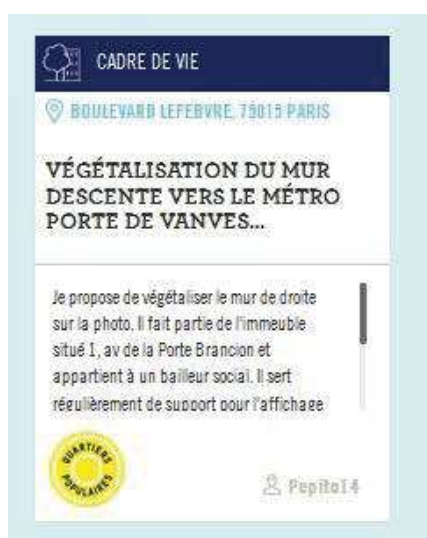 CADRE DE VIE
BOULEVARD LEFEBVRE, 75015 PARIS
VÉGÉTALISATION DU MUR
DESCENTE VERS LE MÉTRO
PORTE DE VANVES...
Je propose de végétaliser le mur de droite
sur la photo. Il fait partie de l'immeuble
situé 1, av de la Porte Brancion et
appartient à un bailleur social. Il sert
régulièrement de support pour l'affichage
QUARTIERS
POPULAIRES
Pepito14